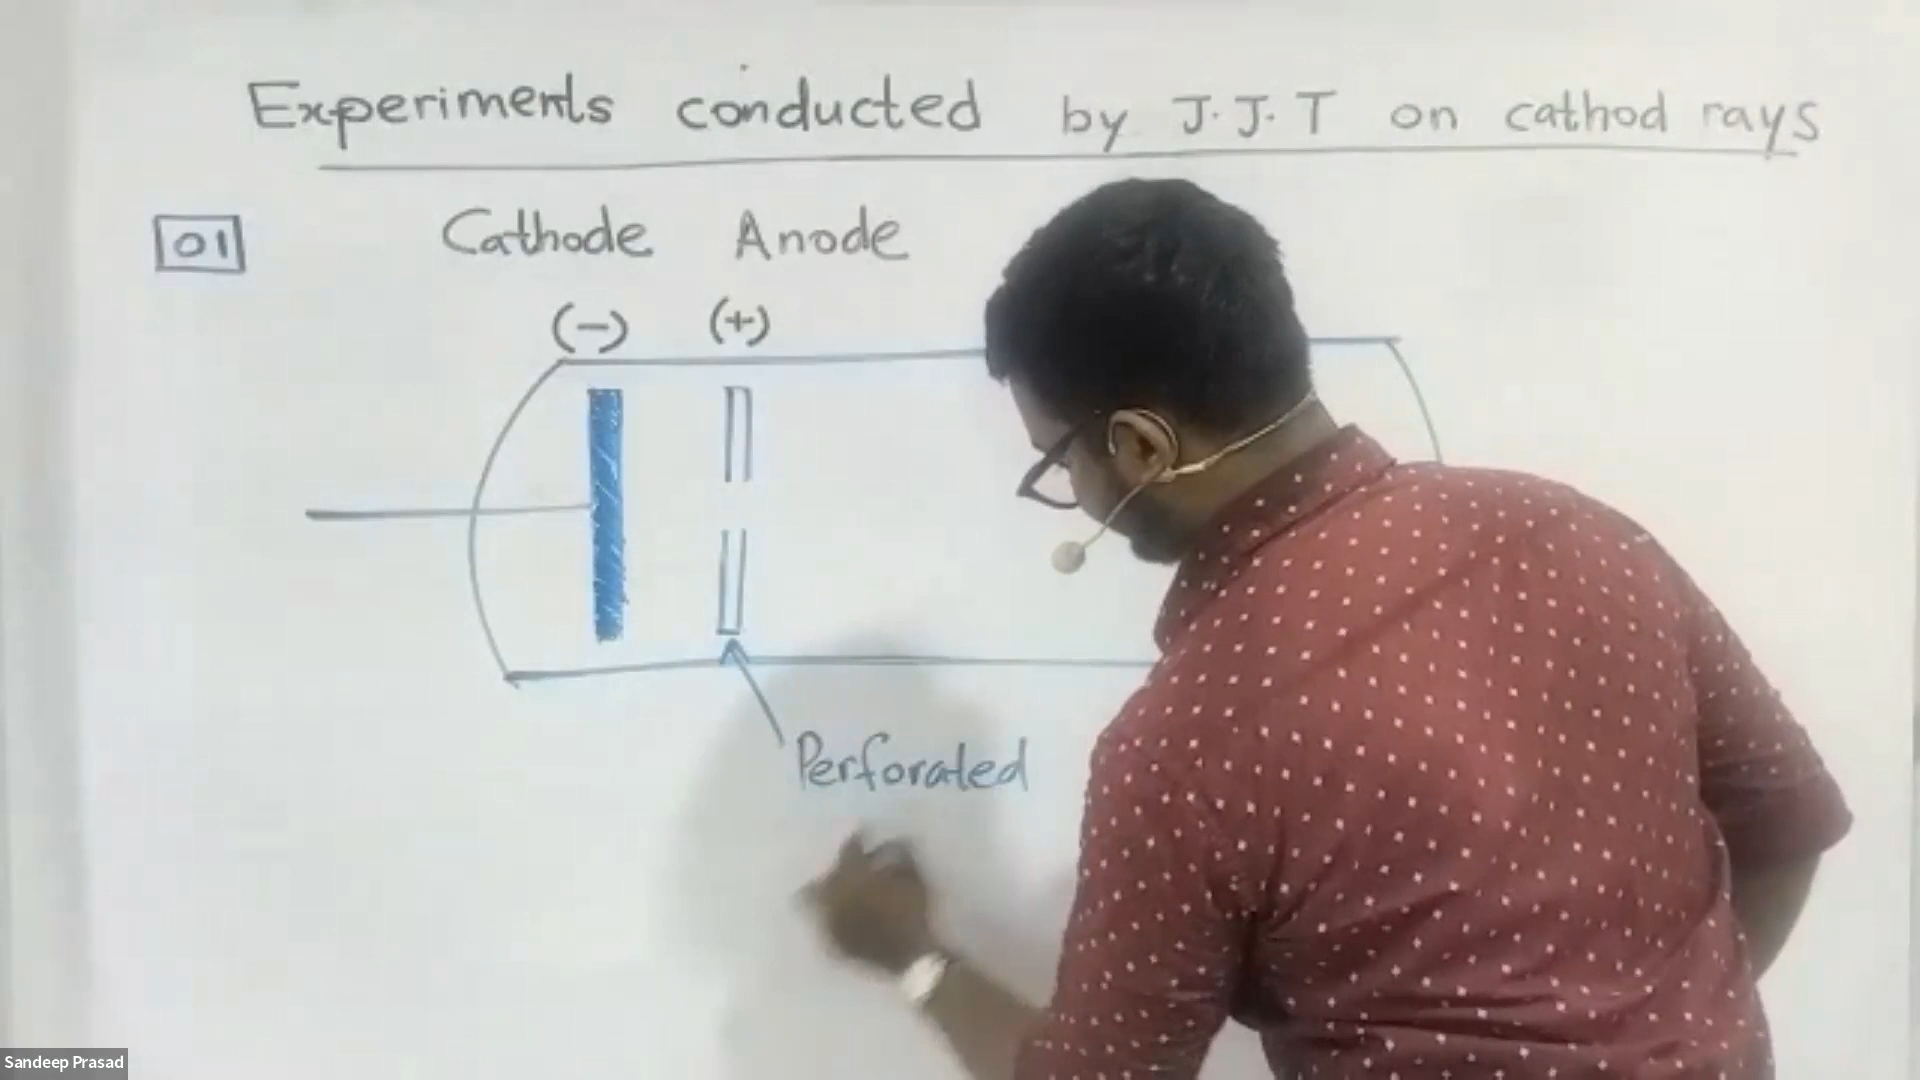 Experiments conducted by J.J.T on cathod rays
01
Cathode Anode
(-) (+)
Perforated
Sandeep Prasad